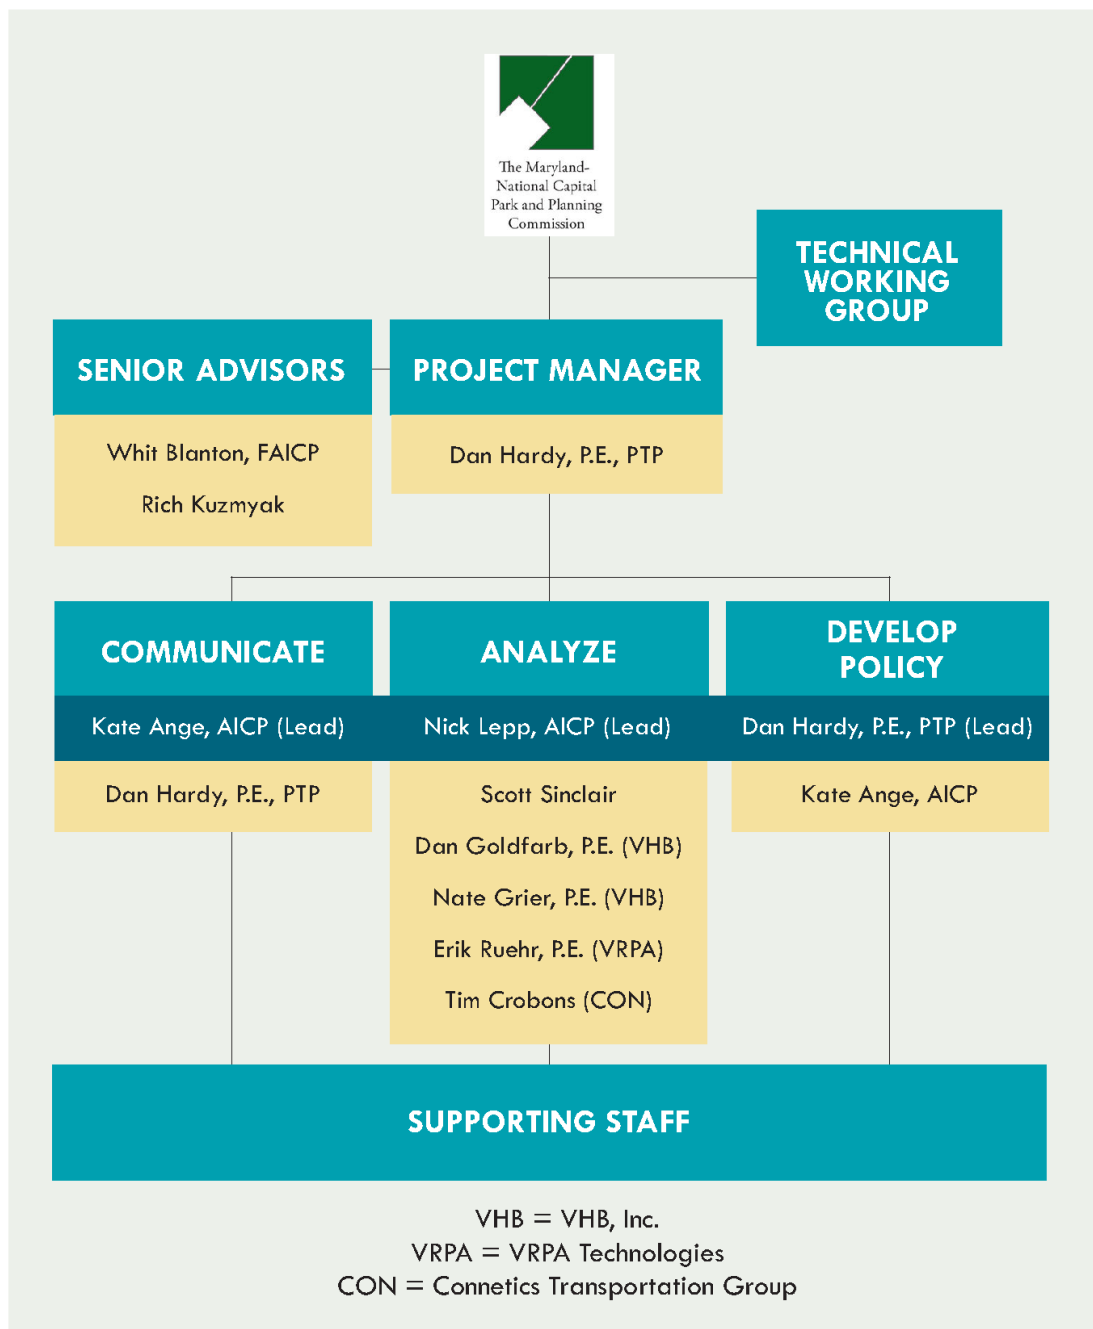 The Maryland-
National Capital
Park and Planning
Commission
TECHNICAL
WORKING
GROUP
SENIOR ADVISORS
Whit Blanton, FAICP
Rich Kuzmyak
PROJECT MANAGER
Dan Hardy, P.E., PTP
COMMUNICATE
Kate Ange, AICP (Lead)
Dan Hardy, P.E., PTP
ANALYZE
Nick Lepp, AICP (Lead)
Scott Sinclair
Dan Goldfarb, P.E. (VHB)
Nate Grier, P.E. (VHB)
Erik Ruehr, P.E. (VRPA)
Tim Crobons (CON)
DEVELOP
POLICY
Dan Hardy, P.E., PTP (Lead)
Kate Ange, AICP
SUPPORTING STAFF
VHB = VHB, Inc.
VRPA = VRPA Technologies
CON = Connetics Transportation Group